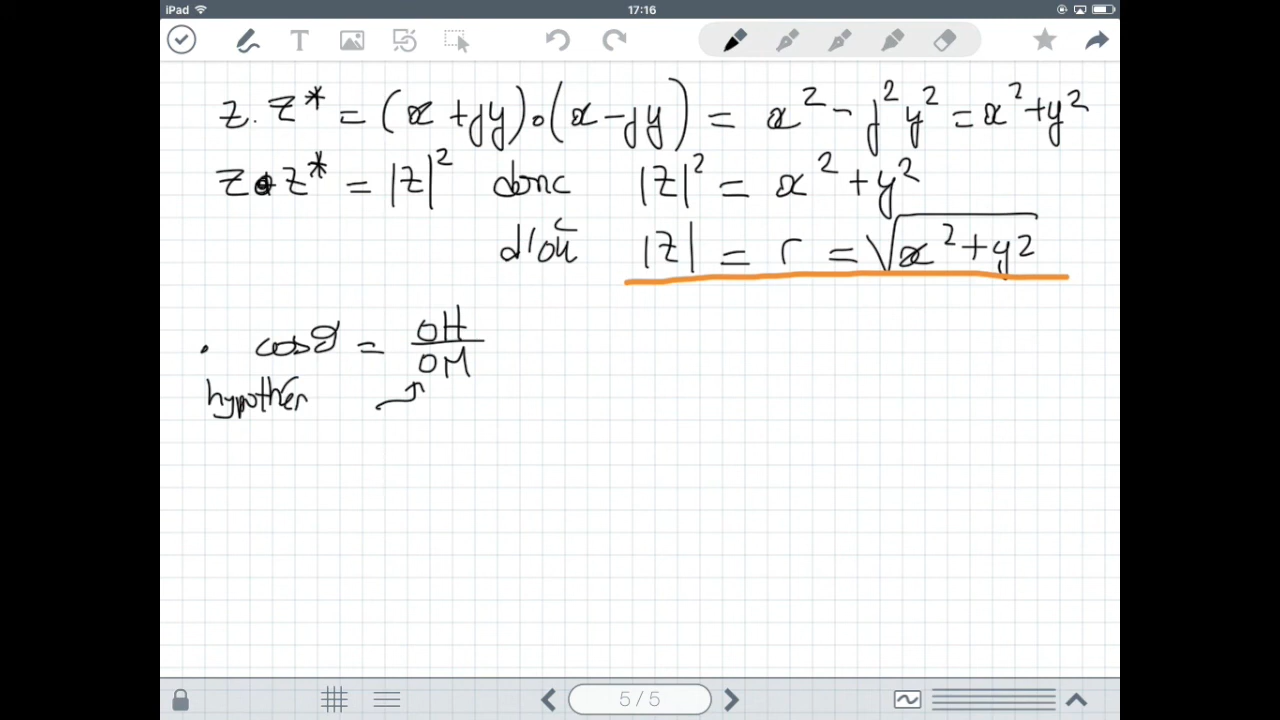 iPad 17:16
z . z* = (x + jy) • (x - jy) = x² - j²y² = x² + y²
z • z* = |z|² donc |z|² = x² + y²
d'où |z| = r = √(x² + y²)
• cos θ = OH/OM
hypothén
5 / 5